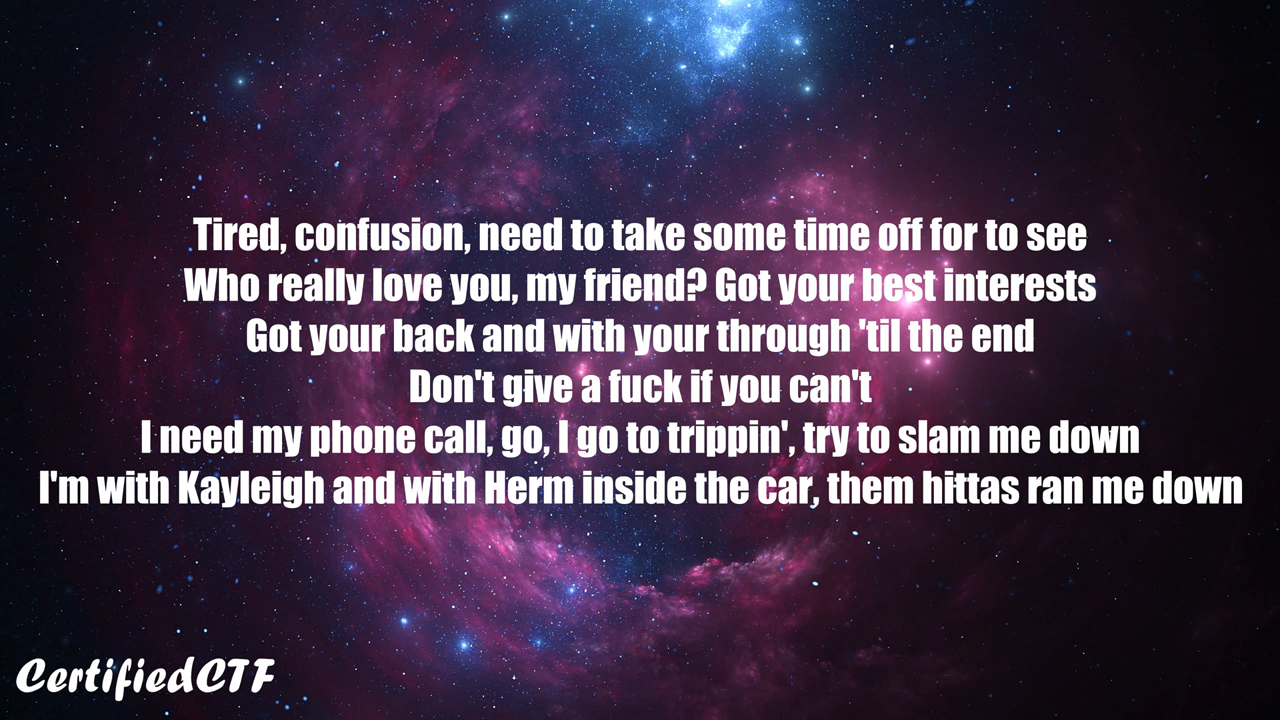 Tired, confusion, need to take some time off for to see
Who really love you, my friend? Got your best interests
Got your back and with your through 'til the end
Don't give a fuck if you can't
I need my phone call, go, I go to trippin', try to slam me down
I'm with Kayleigh and with Herm inside the car, them hittas ran me down
CertifiedCTF